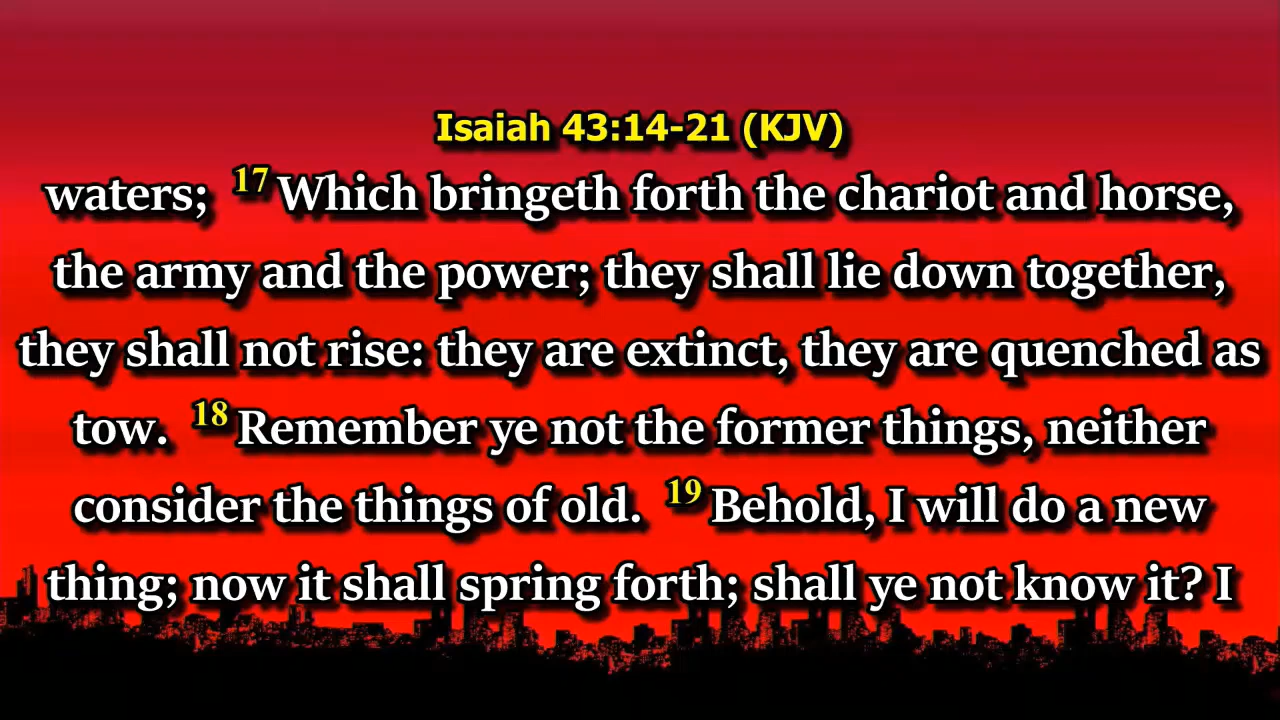 Isaiah 43:14-21 (KJV)
waters; 17 Which bringeth forth the chariot and horse,
the army and the power; they shall lie down together,
they shall not rise: they are extinct, they are quenched as
tow. 18 Remember ye not the former things, neither
consider the things of old. 19 Behold, I will do a new
thing; now it shall spring forth; shall ye not know it? I